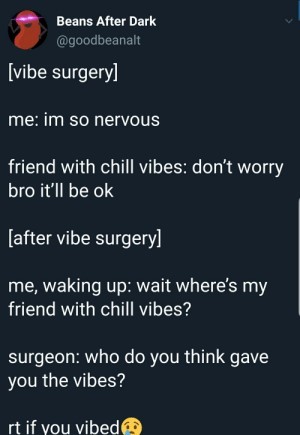 Beans After Dark
@goodbeanalt
[vibe surgery]
me: im so nervous
friend with chill vibes: don't worry
bro it'll be ok
[after vibe surgery]
me, waking up: wait where's my
friend with chill vibes?
surgeon: who do you think gave
you the vibes?
rt if you vibed😢